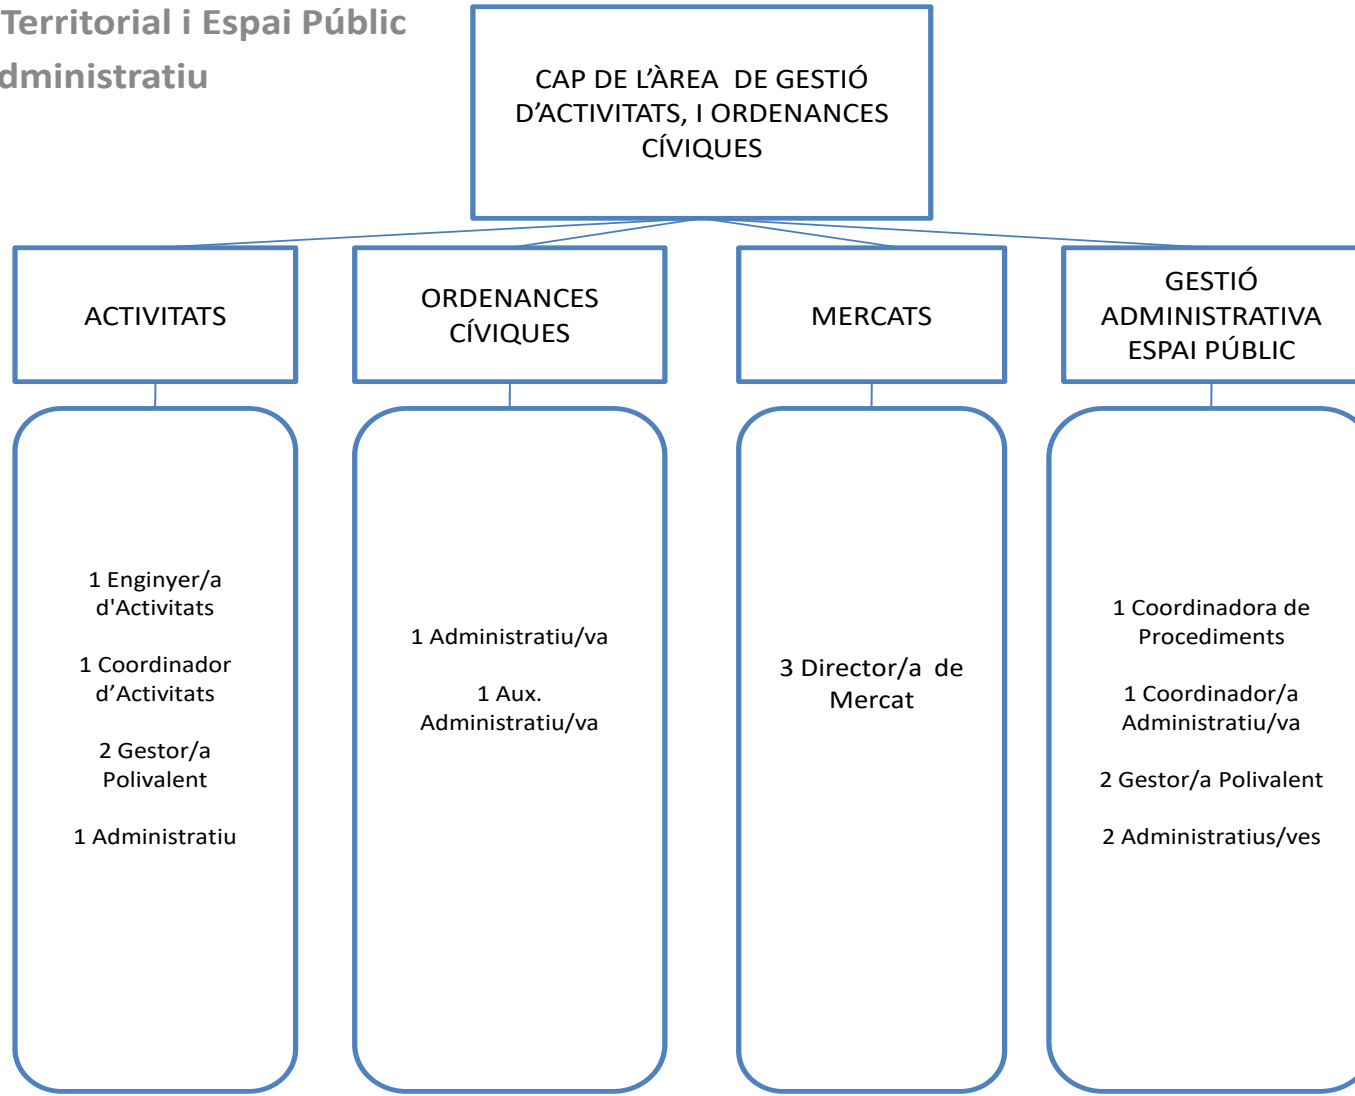 Territorial i Espai Públic
dministratiu
CAP DE L'ÀREA  DE GESTIÓ
D'ACTIVITATS, I ORDENANCES
CÍVIQUES
ACTIVITATS
ORDENANCES
CÍVIQUES
MERCATS
GESTIÓ
ADMINISTRATIVA
ESPAI PÚBLIC
1 Enginyer/a
d'Activitats
1 Coordinador
d’Activitats
2 Gestor/a
Polivalent
1 Administratiu
1 Administratiu/va
1 Aux.
Administratiu/va
3 Director/a  de
Mercat
1 Coordinadora de
Procediments
1 Coordinador/a
Administratiu/va
2 Gestor/a Polivalent
2 Administratius/ves